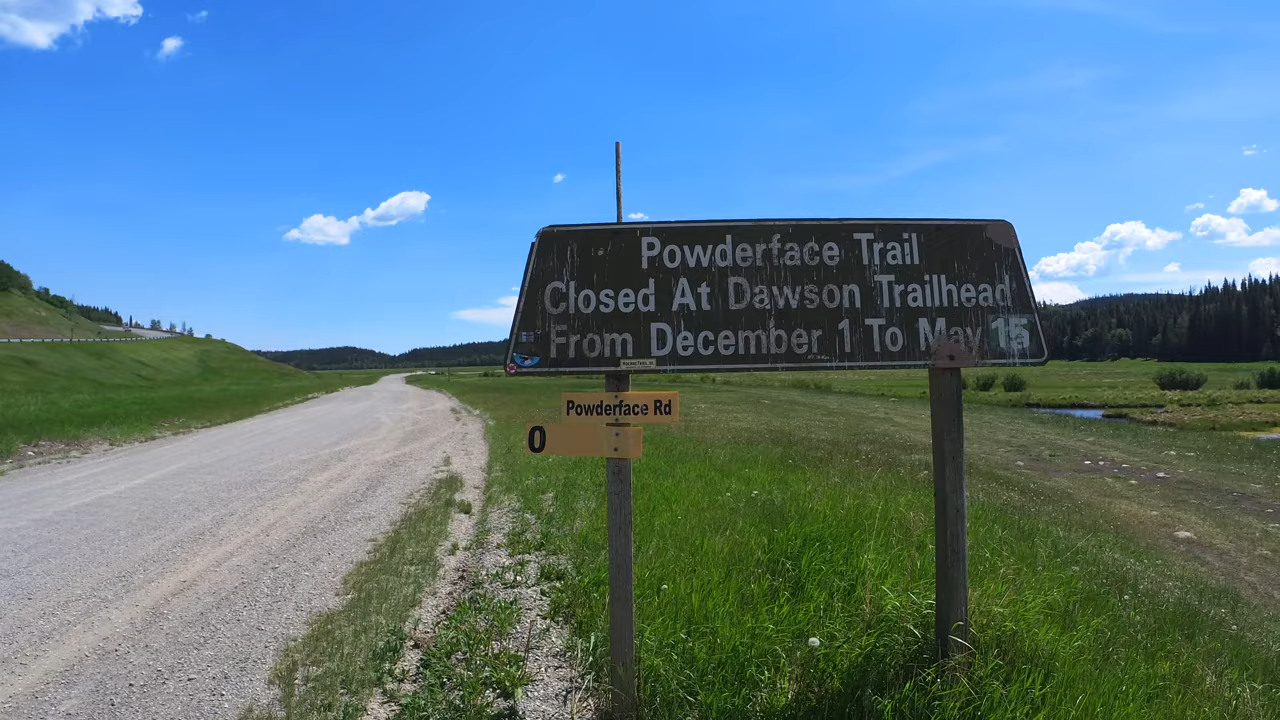 Powderface Trail
Closed At Dawson Trailhead
From December 1 To May 15
Powderface Rd
0